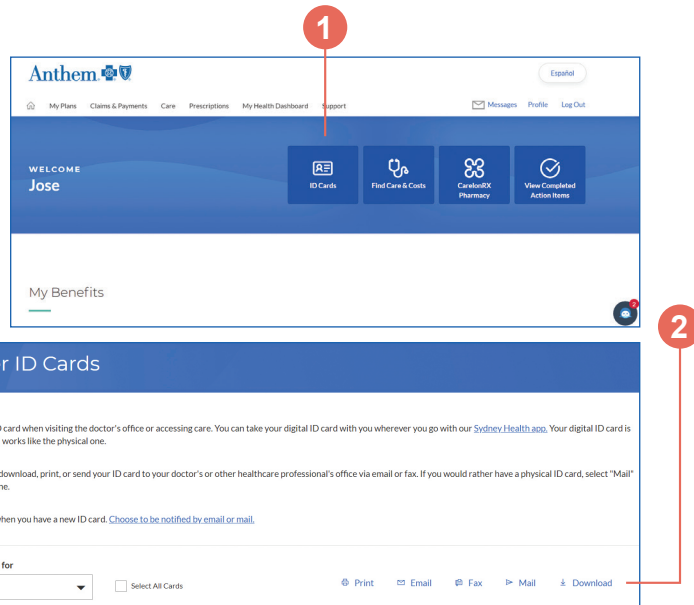 1
Anthem
Español
My Plans Claims & Payments Care Prescriptions My Health Dashboard Support Messages Profile Log Out
WELCOME
Jose
ID Cards Find Care & Costs CarelonRX Pharmacy View Completed Action Items
My Benefits
2
2
r ID Cards
card when visiting the doctor's office or accessing care. You can take your digital ID card with you wherever you go with our Sydney Health app. Your digital ID card is
works like the physical one.
download, print, or send your ID card to your doctor's or other healthcare professional's office via email or fax. If you would rather have a physical ID card, select "Mail"
ne.
when you have a new ID card. Choose to be notified by email or mail.
for
Select All Cards Print Email Fax Mail Download